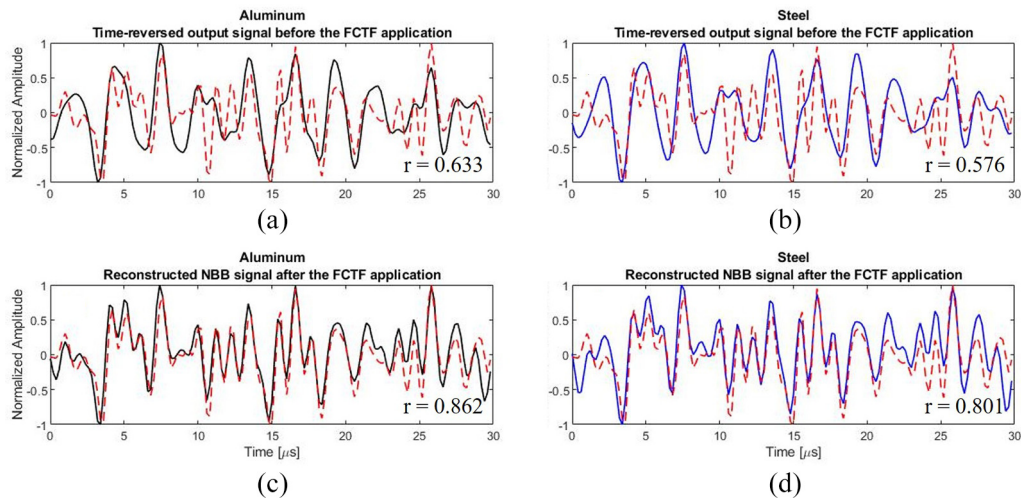 Aluminum
Time-reversed output signal before the FCTF application
Normalized Amplitude
1
0.5
0
-0.5
-1
0 5 10 15 20 25 30
r = 0.633
(a)
Steel
Time-reversed output signal before the FCTF application
1
0.5
0
-0.5
-1
0 5 10 15 20 25 30
r = 0.576
(b)
Aluminum
Reconstructed NBB signal after the FCTF application
Normalized Amplitude
1
0.5
0
-0.5
-1
0 5 10 15 20 25 30
r = 0.862
Time [μs]
(c)
Steel
Reconstructed NBB signal after the FCTF application
1
0.5
0
-0.5
-1
0 5 10 15 20 25 30
r = 0.801
Time [μs]
(d)